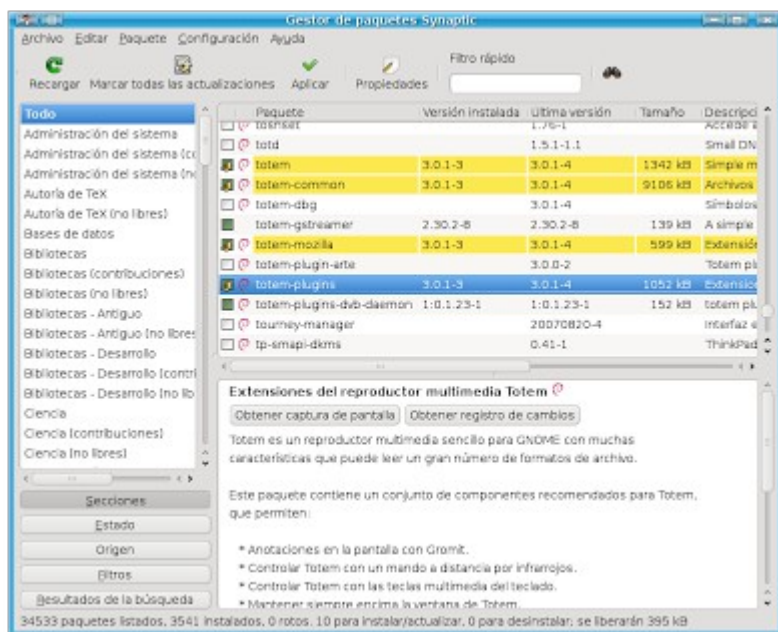 Gestor de paquetes Synaptic
Archivo Editar Paquete Configuración Ayuda
Recargar Marcar todas las actualizaciones Aplicar Propiedades Filtro rápido
Todo
Administración del sistema
Administración del sistema (co
Administración del sistema (no
Autoría de TeX
Autoría de TeX (no libres)
Bases de datos
Bibliotecas
Bibliotecas (contribuciones)
Bibliotecas (no libres)
Bibliotecas - Antiguo
Bibliotecas - Antiguo (no libres
Bibliotecas - Desarrollo
Bibliotecas - Desarrollo (contri
Bibliotecas - Desarrollo (no lib
Ciencia
Ciencia (contribuciones)
Ciencia (no libres)
Secciones
Estado
Origen
Filtros
Resultados de la búsqueda
Paquete Versión instalada Última versión Tamaño Descripci
1.76-1 Accede a
totd 1.5.1-1.1 Small DN
totem 3.0.1-3 3.0.1-4 1342 kB Simple m
totem-common 3.0.1-3 3.0.1-4 9106 kB Archivos
totem-dbg 3.0.1-4 Símbolos
totem-gstreamer 2.30.2-8 2.30.2-8 139 kB A simple
totem-mozilla 3.0.1-3 3.0.1-4 599 kB Extensión
totem-plugin-arte 3.0.0-2 Totem pl
totem-plugins 3.0.1-3 3.0.1-4 1052 kB Extension
totem-plugins-dvb-daemon 1:0.1.23-1 1:0.1.23-1 152 kB totem plu
tourney-manager 20070820-4 Interfaz e
tp-smapi-dkms 0.41-1 ThinkPad
Extensiones del reproductor multimedia Totem
Obtener captura de pantalla Obtener registro de cambios
Totem es un reproductor multimedia sencillo para GNOME con muchas
características que puede leer un gran número de formatos de archivo.
Este paquete contiene un conjunto de componentes recomendados para Totem,
que permiten:
* Anotaciones en la pantalla con Gromit.
* Controlar Totem con un mando a distancia por infrarrojos.
* Controlar Totem con las teclas multimedia del teclado.
* Mantener siempre encima la ventana de Totem.
34533 paquetes listados, 3541 instalados, 0 rotos. 10 para instalar/actualizar, 0 para desinstalar; se liberarán 395 kB